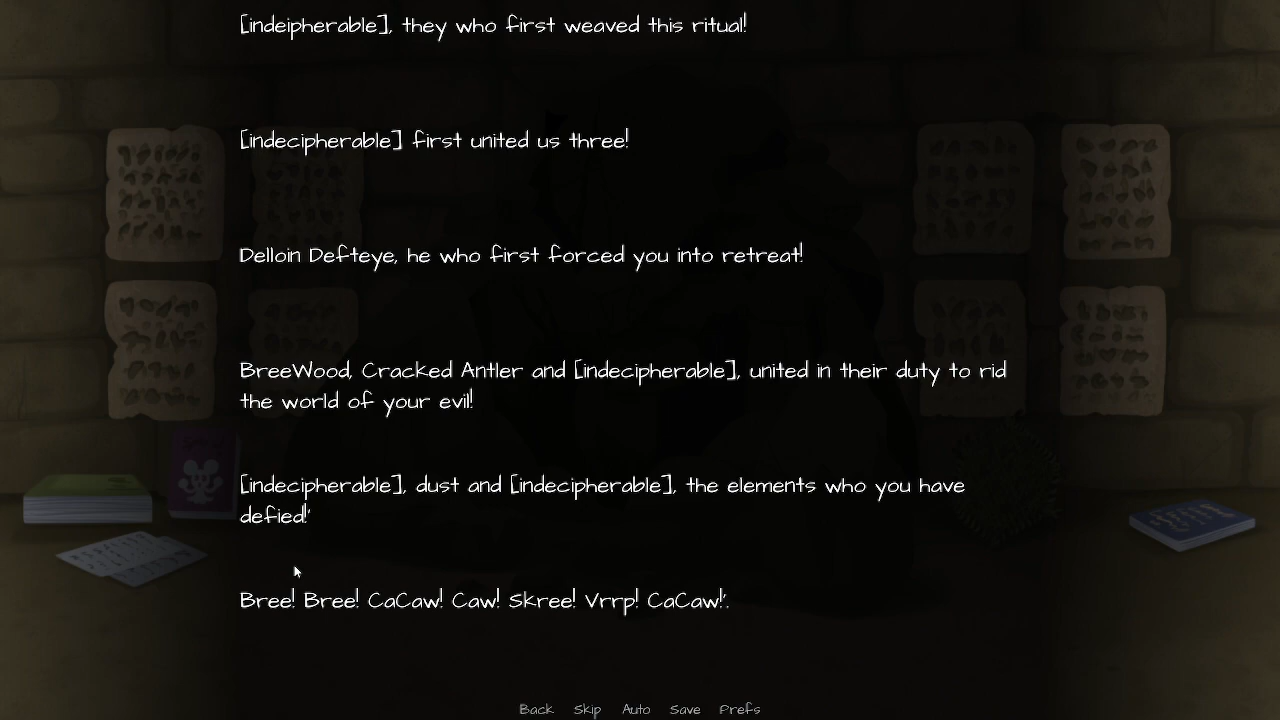 [indeipherable], they who first weaved this ritual!
[indecipherable] first united us three!
Delloin Defteye, he who first forced you into retreat!
BreeWood, Cracked Antler and [indecipherable], united in their duty to rid
the world of your evil!
[indecipherable], dust and [indecipherable], the elements who you have
defied!'
Bree! Bree! CaCaw! Caw! Skree! Vrrp! CaCaw!'.
Back Skip Auto Save Prefs